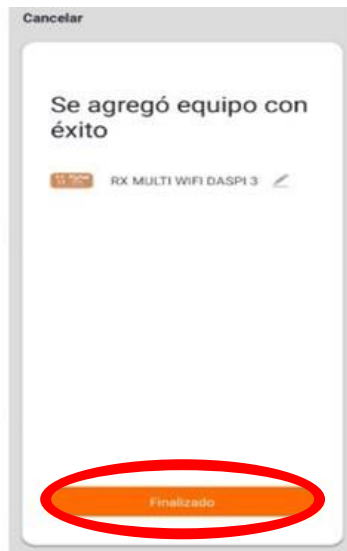 Cancelar
Se agregó equipo con
éxito
RX MULTI WIFI DASPI 3
Finalizado